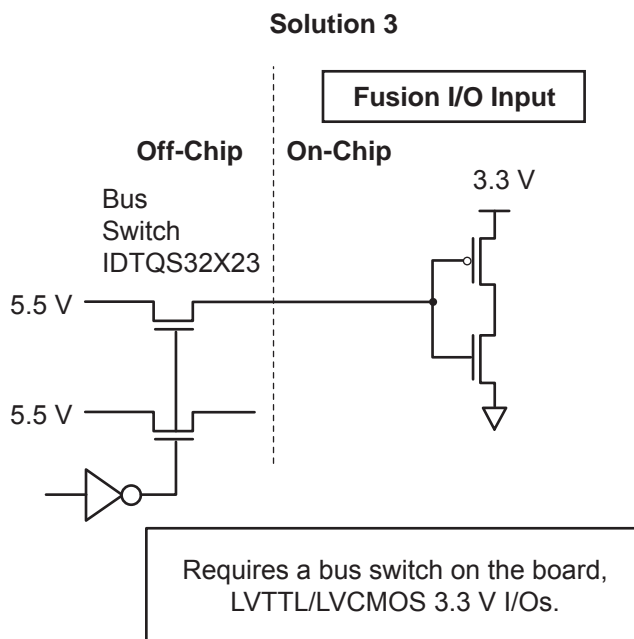 Solution 3
Fusion I/O Input
Off-Chip
On-Chip
3.3 V
Bus
Switch
IDTQS32X23
5.5 V
5.5 V
Requires a bus switch on the board,
LVTTL/LVCMOS 3.3 V I/Os.